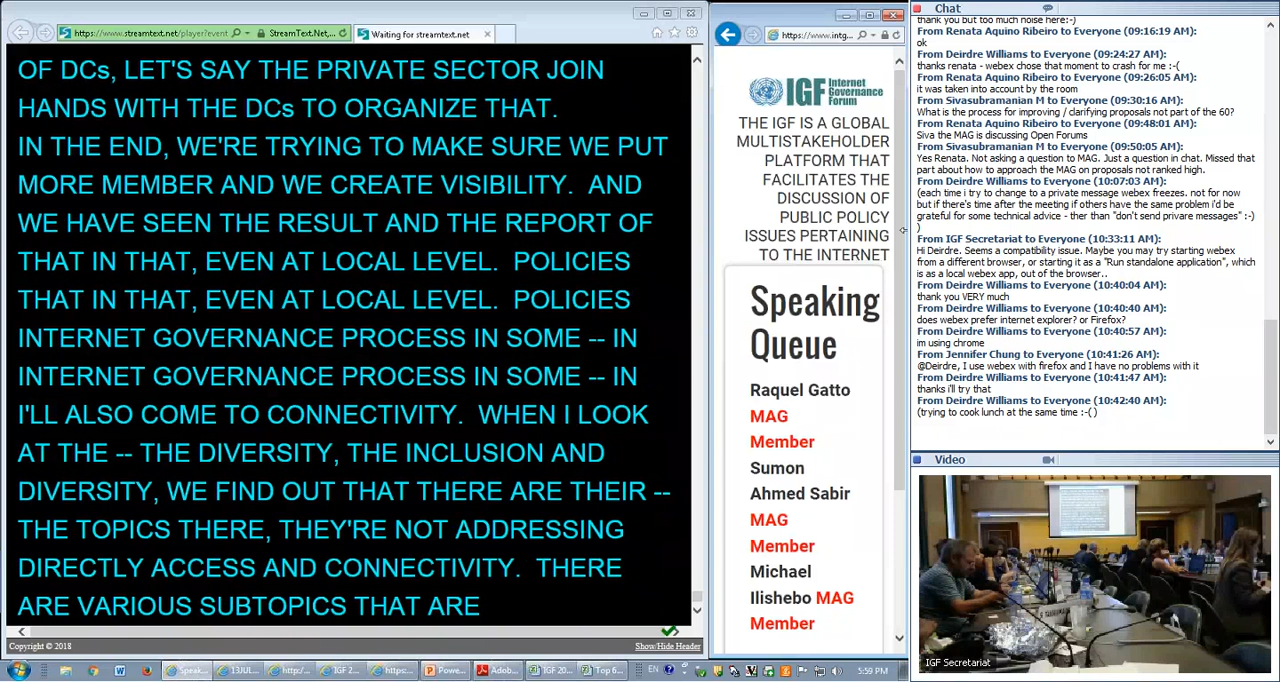 https://www.streamtext.net/player?event
StreamText.Net,
Waiting for streamtext.net
OF DCs, LET'S SAY THE PRIVATE SECTOR JOIN
HANDS WITH THE DCs TO ORGANIZE THAT.
IN THE END, WE'RE TRYING TO MAKE SURE WE PUT
MORE MEMBER AND WE CREATE VISIBILITY. AND
WE HAVE SEEN THE RESULT AND THE REPORT OF
THAT IN THAT, EVEN AT LOCAL LEVEL. POLICIES
THAT IN THAT, EVEN AT LOCAL LEVEL. POLICIES
INTERNET GOVERNANCE PROCESS IN SOME -- IN
INTERNET GOVERNANCE PROCESS IN SOME -- IN
I'LL ALSO COME TO CONNECTIVITY. WHEN I LOOK
AT THE -- THE DIVERSITY, THE INCLUSION AND
DIVERSITY, WE FIND OUT THAT THERE ARE THEIR --
THE TOPICS THERE, THEY'RE NOT ADDRESSING
DIRECTLY ACCESS AND CONNECTIVITY. THERE
ARE VARIOUS SUBTOPICS THAT ARE
Copyright © 2018
Show/Hide Header
https://www.intg
IGF Internet Governance Forum
THE IGF IS A GLOBAL
MULTISTAKEHOLDER
PLATFORM THAT
FACILITATES THE
DISCUSSION OF
PUBLIC POLICY
ISSUES PERTAINING
TO THE INTERNET
Speaking
Queue
Raquel Gatto
MAG
Member
Sumon
Ahmed Sabir
MAG
Member
Michael
Ilishebo MAG
Member
Chat
thank you but too much noise here:-)
From Renata Aquino Ribeiro to Everyone (09:16:19 AM):
ok
From Deirdre Williams to Everyone (09:24:27 AM):
thanks renata - webex chose that moment to crash for me :-(
From Renata Aquino Ribeiro to Everyone (09:26:05 AM):
it was taken into account by the room
From Sivasubramanian M to Everyone (09:30:16 AM):
What is the process for improving / clarifying proposals not part of the 60?
From Renata Aquino Ribeiro to Everyone (09:48:01 AM):
Siva the MAG is discussing Open Forums
From Sivasubramanian M to Everyone (09:50:05 AM):
Yes Renata. Not asking a question to MAG. Just a question in chat. Missed that
part about how to approach the MAG on proposals not ranked high.
From Deirdre Williams to Everyone (10:07:03 AM):
(each time i try to change to a private message webex freezes. not for now
but if there's time after the meeting if others have the same problem i'd be
grateful for some technical advice - ther than "don't send privare messages" :-)
)
From IGF Secretariat to Everyone (10:33:11 AM):
Hi Deirdre. Seems a compatibility issue. Maybe you may try starting webex
from a different browser, or starting it as a "Run standalone application", which
is as a local webex app, out of the browser..
From Deirdre Williams to Everyone (10:40:04 AM):
thank you VERY much
From Deirdre Williams to Everyone (10:40:40 AM):
does webex prefer internet explorer? or Firefox?
From Deirdre Williams to Everyone (10:40:57 AM):
im using chrome
From Jennifer Chung to Everyone (10:41:26 AM):
@Deirdre, I use webex with firefox and I have no problems with it
From Deirdre Williams to Everyone (10:41:47 AM):
thanks i'll try that
From Deirdre Williams to Everyone (10:42:40 AM):
(trying to cook lunch at the same time :-( )
Video
IGF Secretariat
Speak...
13JUL...
http:/...
IGF 2...
https:...
Powe...
Adob...
IGF 20...
Top 6...
EN
5:59 PM